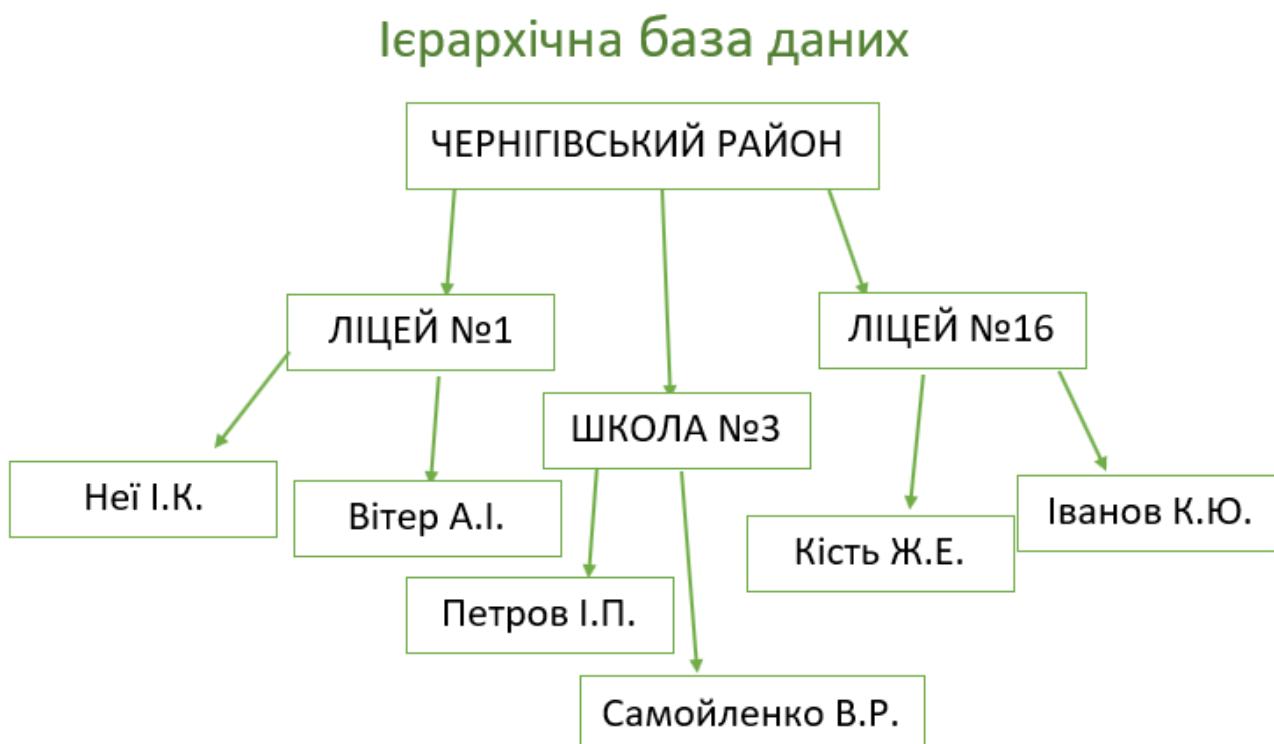 Ієрархічна база даних
ЧЕРНІГІВСЬКИЙ РАЙОН
ЛІЦЕЙ №1
ЛІЦЕЙ №16
ШКОЛА №3
Неї І.К.
Вітер А.І.
Іванов К.Ю.
Кість Ж.Е.
Петров І.П.
Самойленко В.Р.